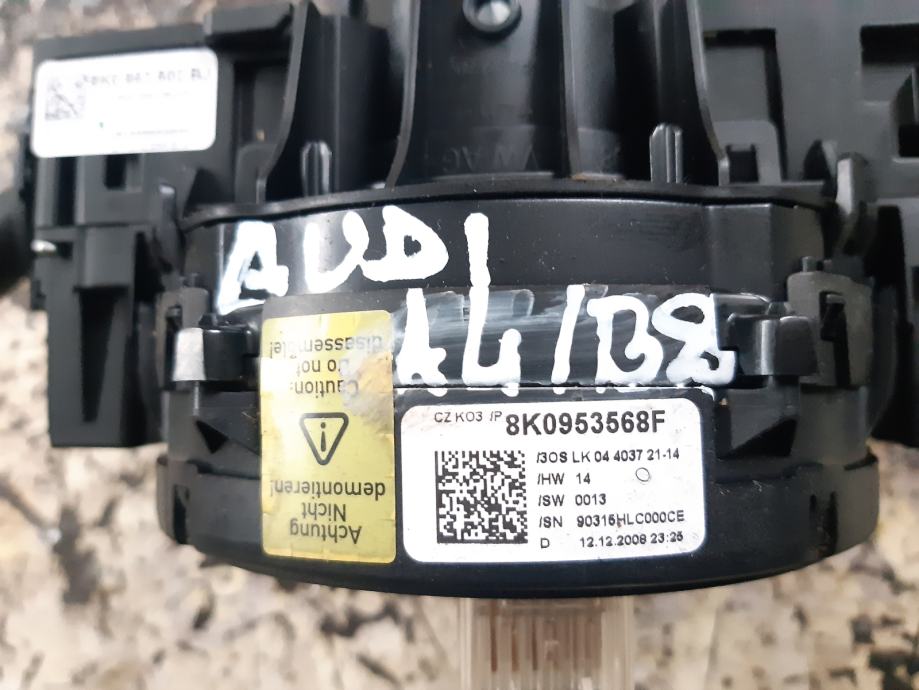 AUDI
A4/B8
Caution:
Do not
disassemble!
Achtung
Nicht
demontieren!
CZ K03 /P 8K0953568F
/3OS LK 04 4037 21-14
/HW 14
/SW 0013
/SN 90315HLC000CE
D 12.12.2008 23:25